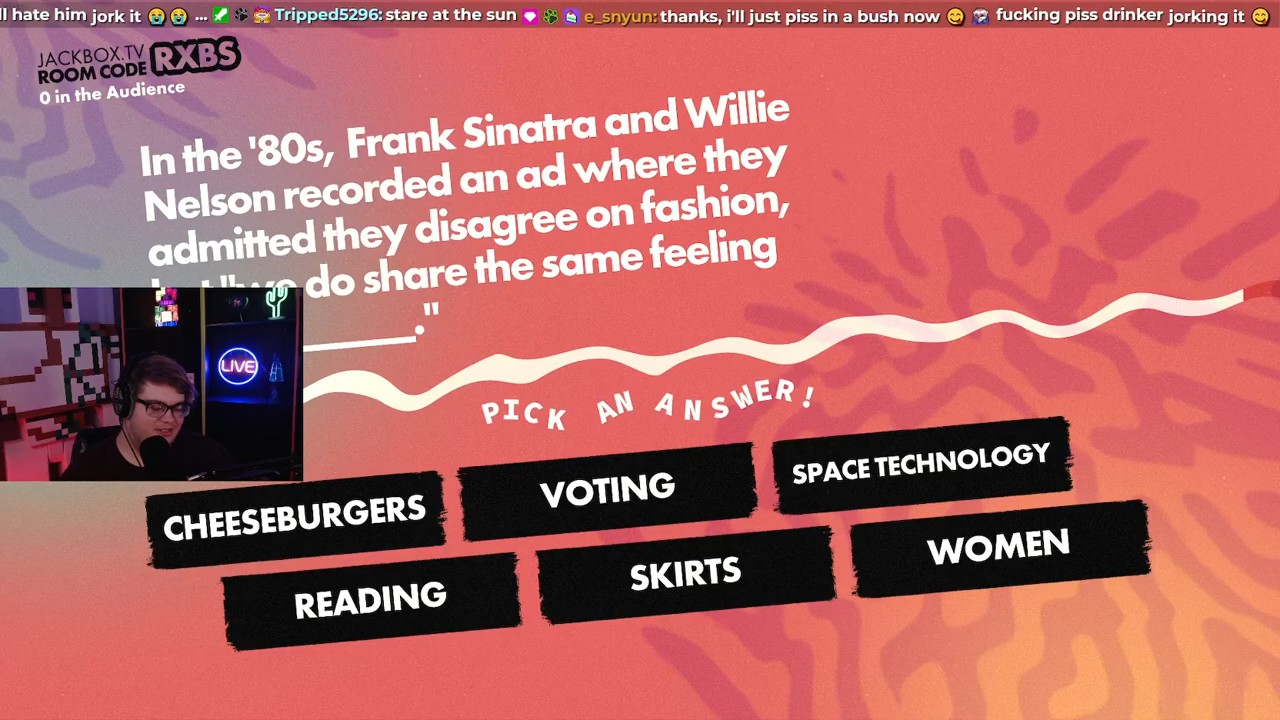 ll hate him jork it 😭 😭 ... Tripped5296: stare at the sun e_snyun: thanks, i'll just piss in a bush now 😋 fucking piss drinker jorking it 😋
JACKBOX.TV
ROOM CODE RXBS
0 in the Audience
In the '80s, Frank Sinatra and Willie
Nelson recorded an ad where they
admitted they disagree on fashion,
do share the same feeling
."
LIVE
PICK AN ANSWER!
CHEESEBURGERS
VOTING
SPACE TECHNOLOGY
READING
SKIRTS
WOMEN